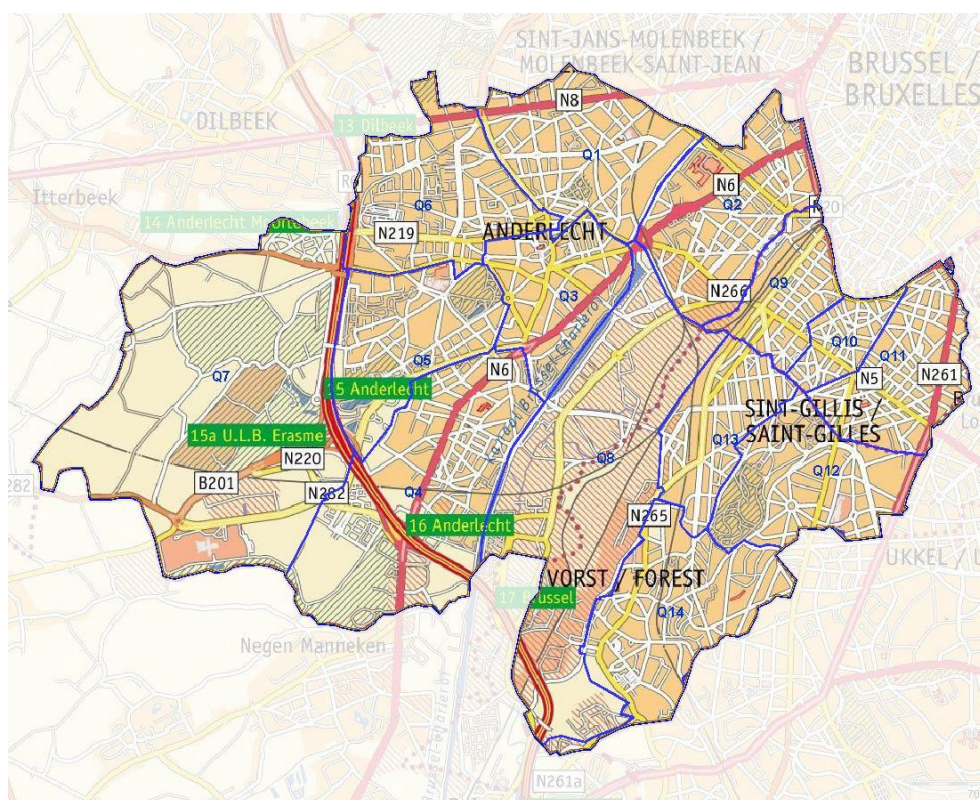 SINT-JANS-MOLENBEEK /
MOLENBEEK-SAINT-JEAN
BRUSSEL /
BRUXELLES
N8
DILBEEK
13 Dilbeek
Q1
N6
Itterbeek
Q6
Q2
14 Anderlecht
N219
ANDERLECHT
N266
Q9
Q3
Q10
Q11
Q7
Q5
N6
N5
N261
15 Anderlecht
SINT-GILLIS /
SAINT-GILLES
15a U.L.B. Erasme
Q13
N220
Q8
Q12
B201
N282
Q4
282
N265
16 Anderlecht
UKKEL /
VORST / FOREST
17 Brussel
Q14
Negen Manneken
N261a